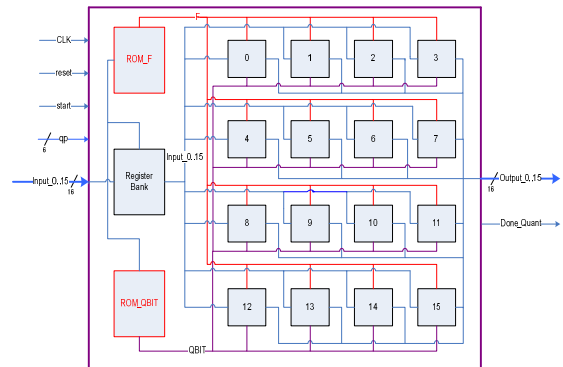 F
ROM_F
0 1 2 3
CLK
reset
start
qp
6
4 5 6 7
Input_0..15
16
Register
Bank
Input_0..15
Output_0..15
16
8 9 10 11
Done_Quant
ROM_QBIT
12 13 14 15
QBIT